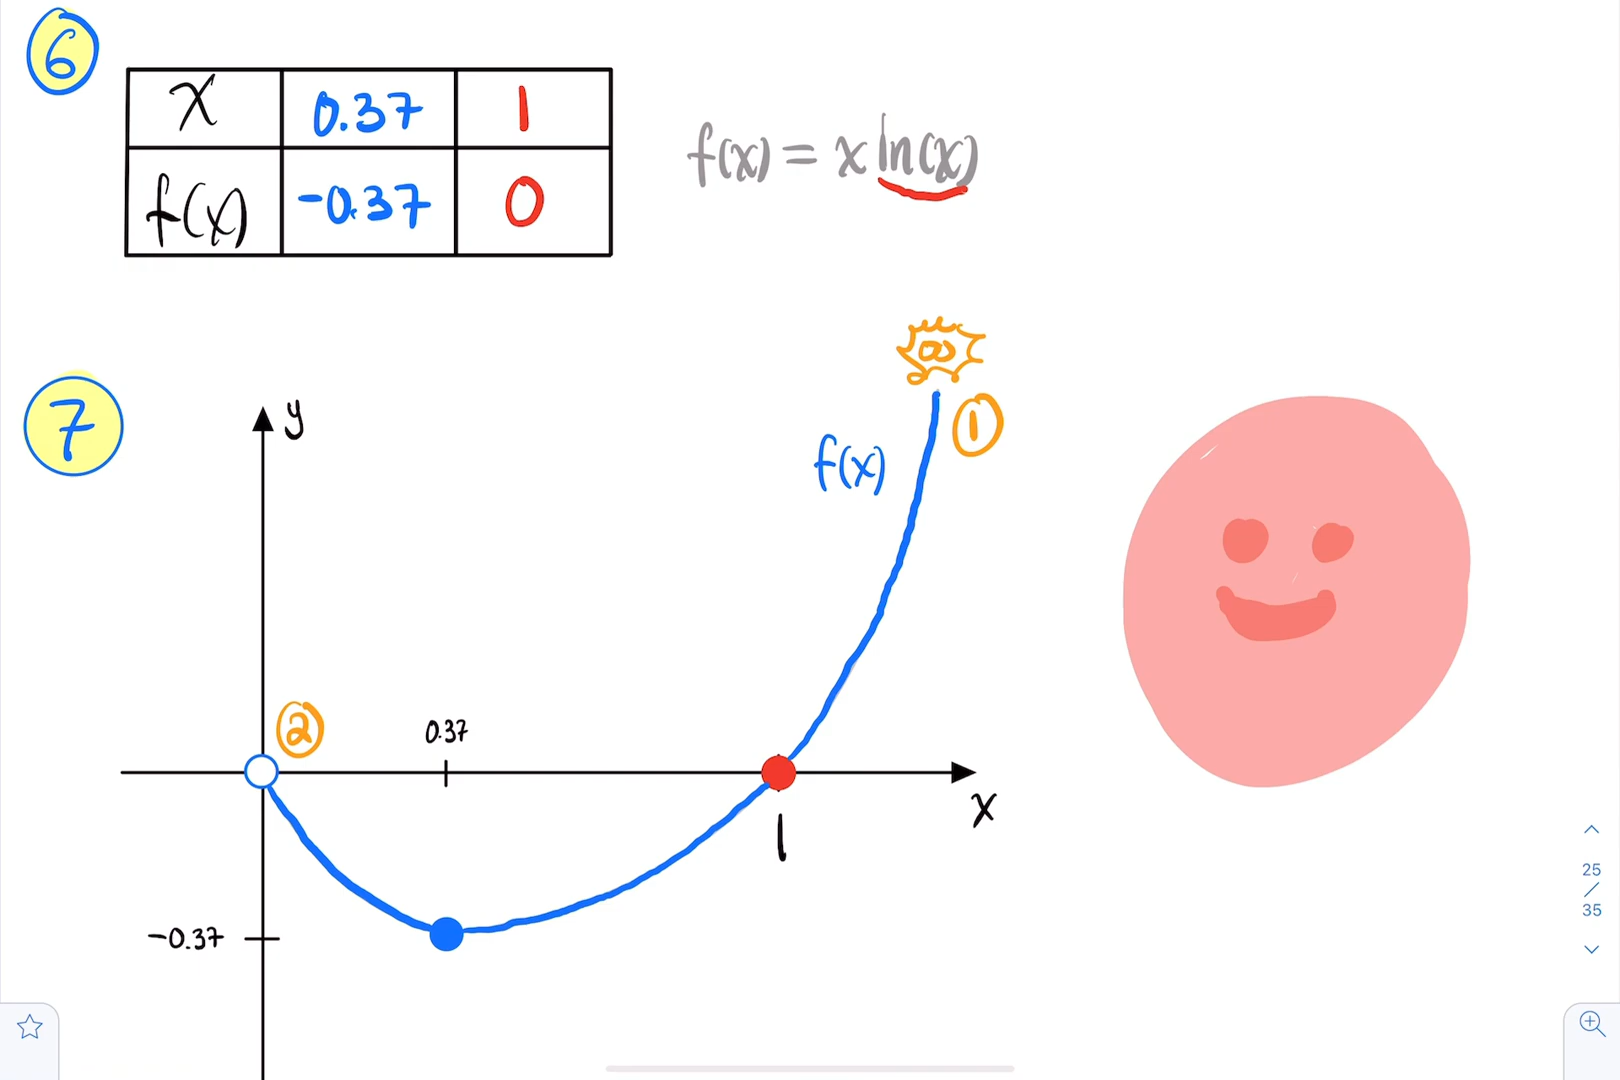 6
x 0.37 1
f(x) -0.37 0
f(x) = x ln(x)
∞
7
y
f(x)
1
2
0.37
x
1
-0.37
25
/
35